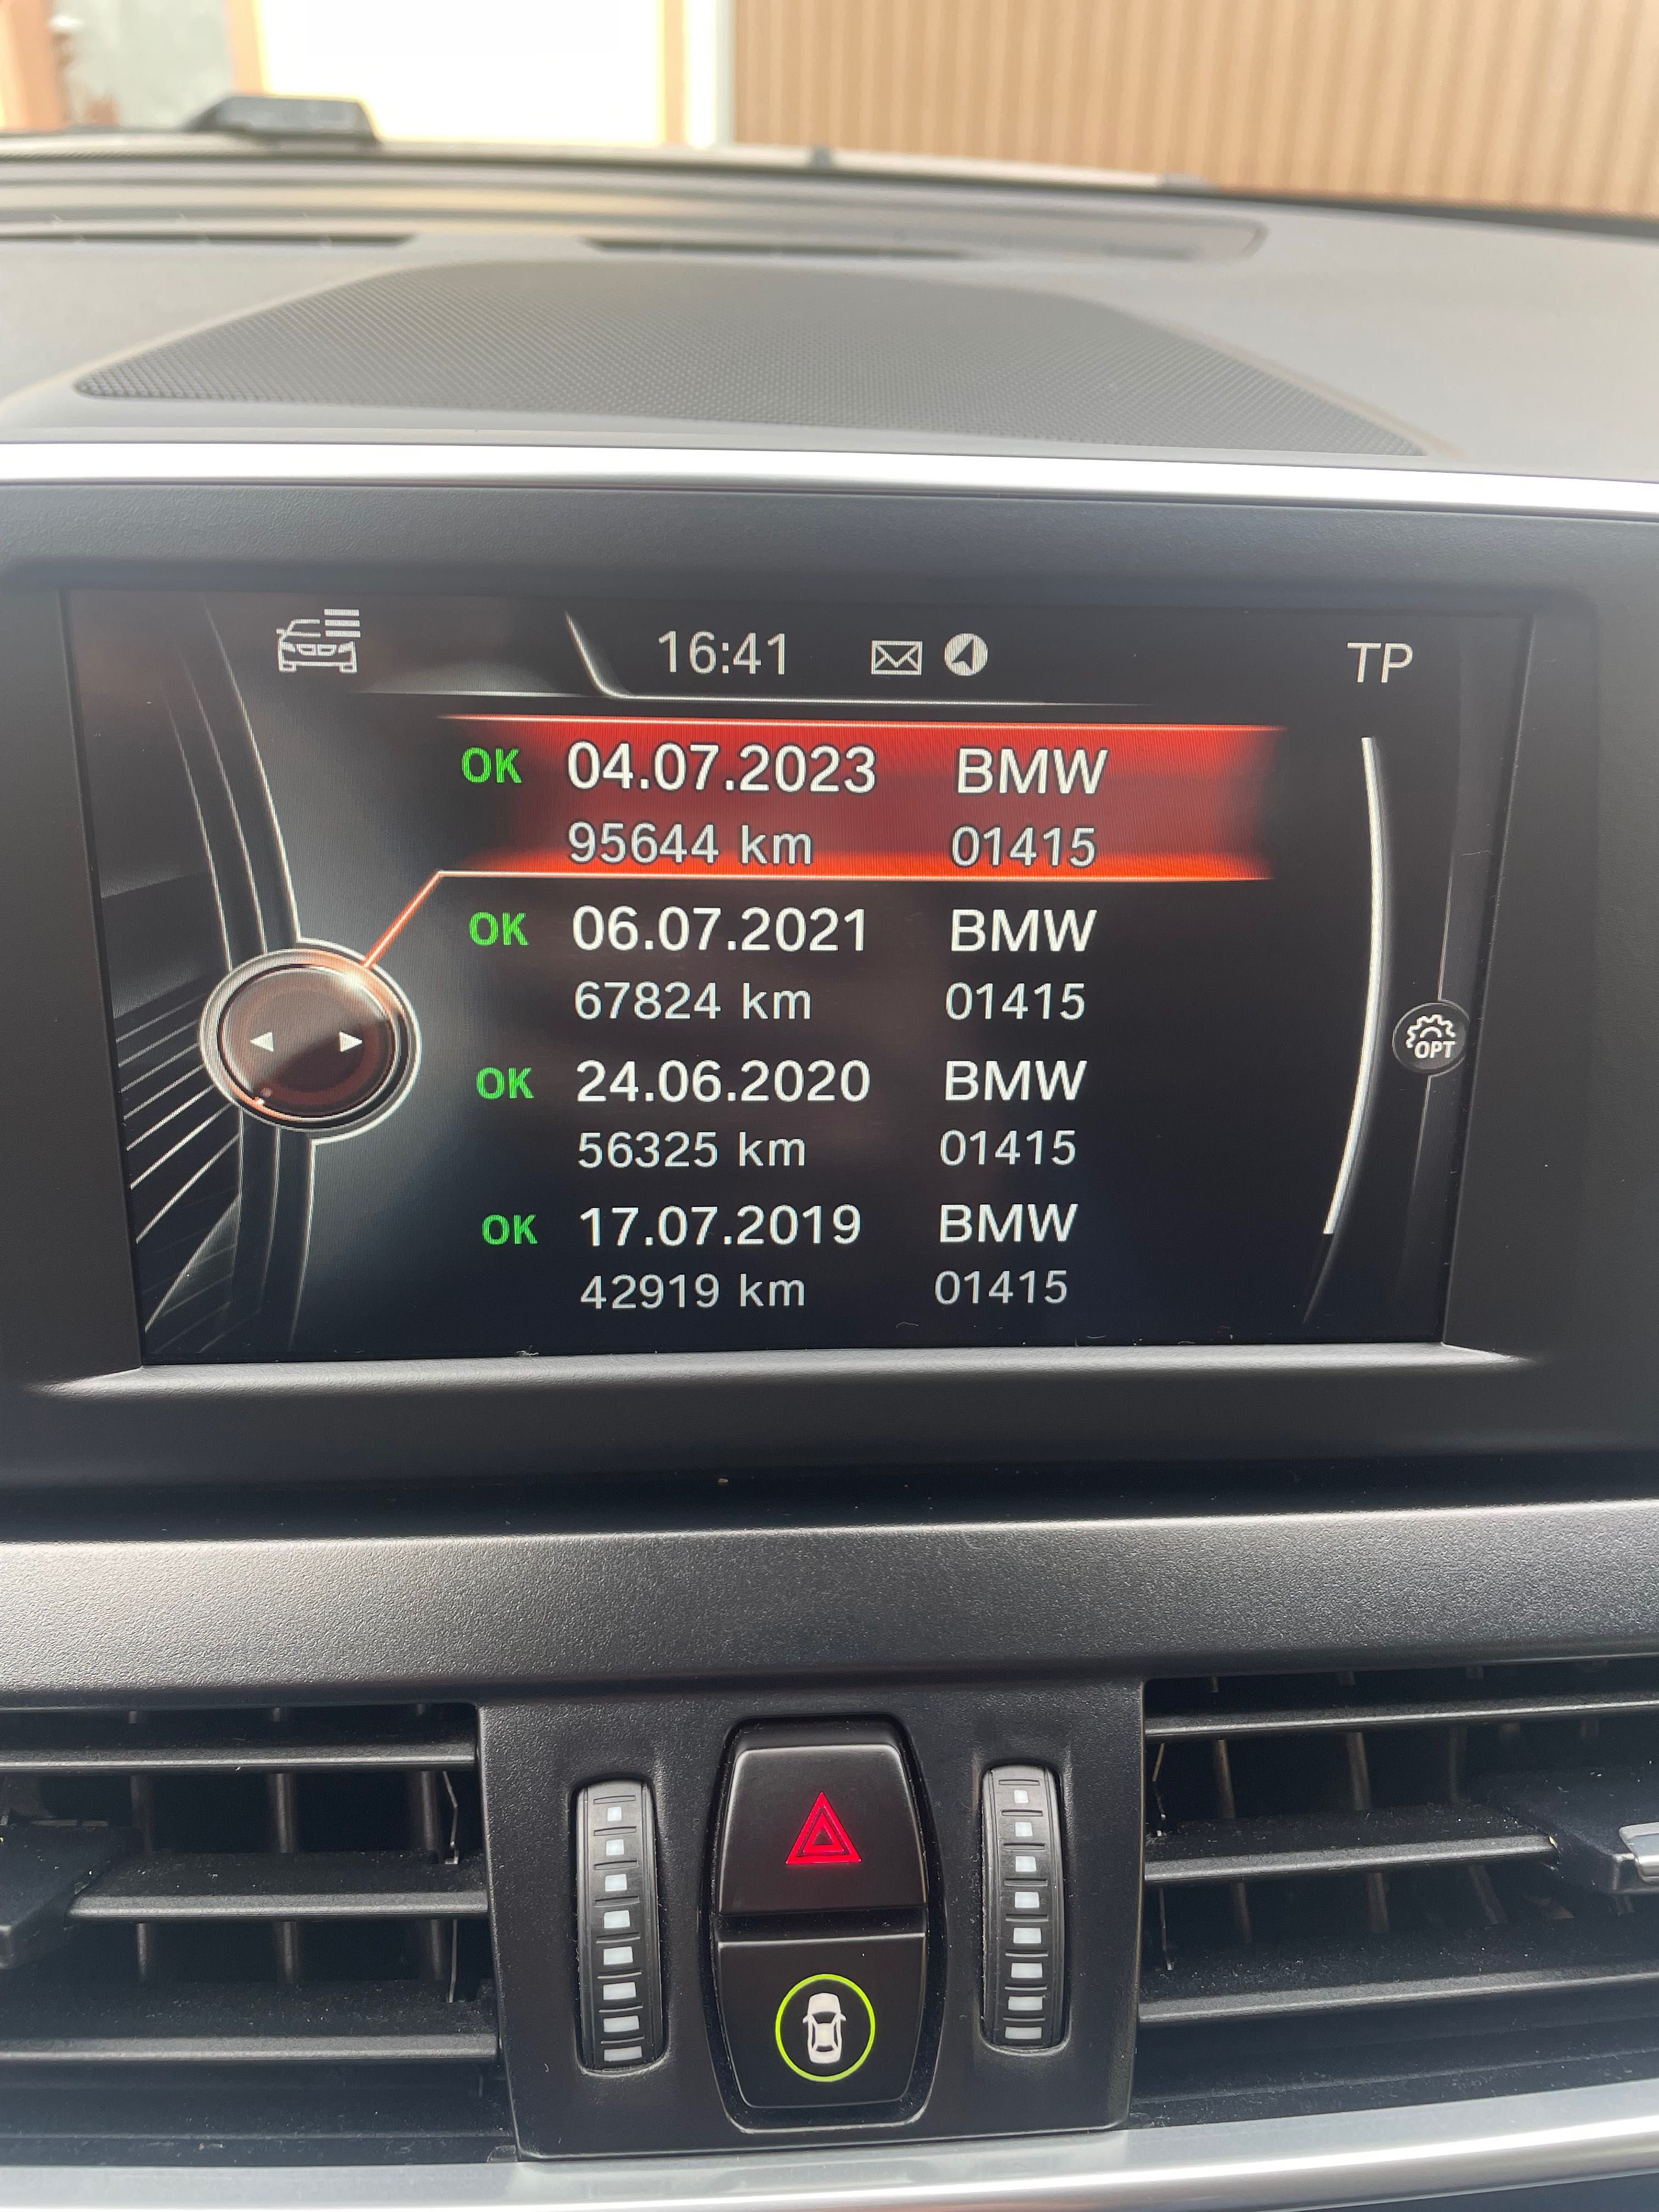 16:41 TP
OK 04.07.2023 BMW
95644 km 01415
OK 06.07.2021 BMW
67824 km 01415
OPT
OK 24.06.2020 BMW
56325 km 01415
OK 17.07.2019 BMW
42919 km 01415